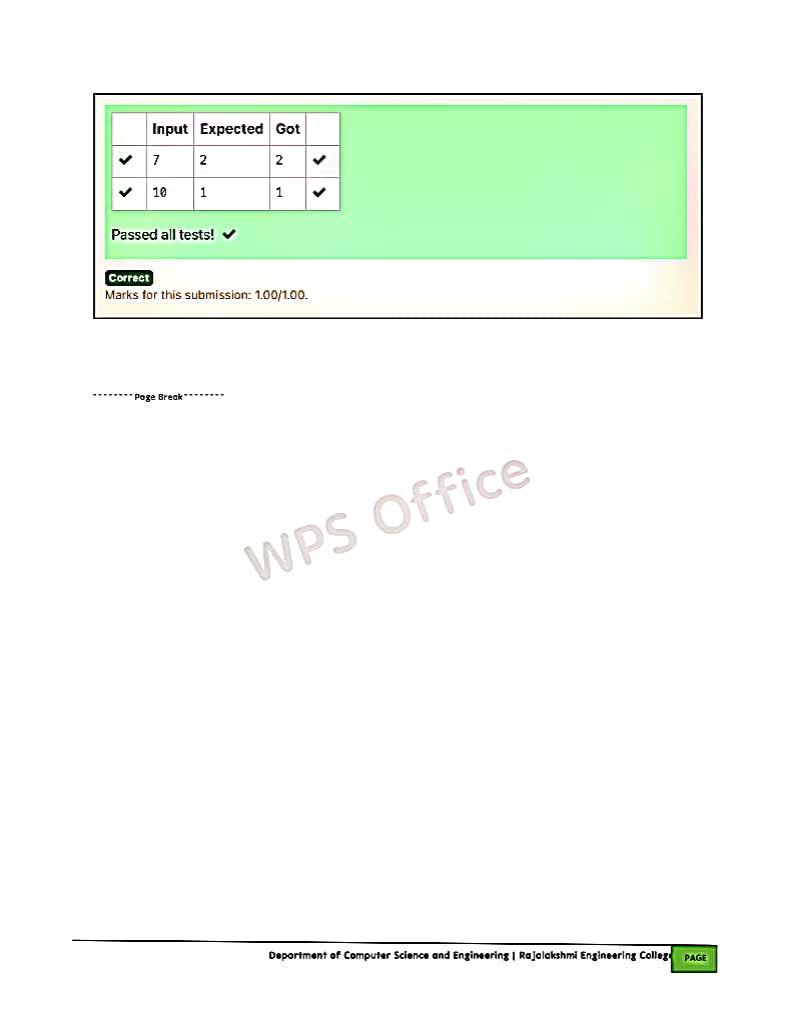 Input Expected Got
✔ 7 2 2 ✔
✔ 10 1 1 ✔
Passed all tests! ✔
Correct
Marks for this submission: 1.00/1.00.
--------Page Break--------
WPS Office
Department of Computer Science and Engineering | Rajalakshmi Engineering College
PAGE